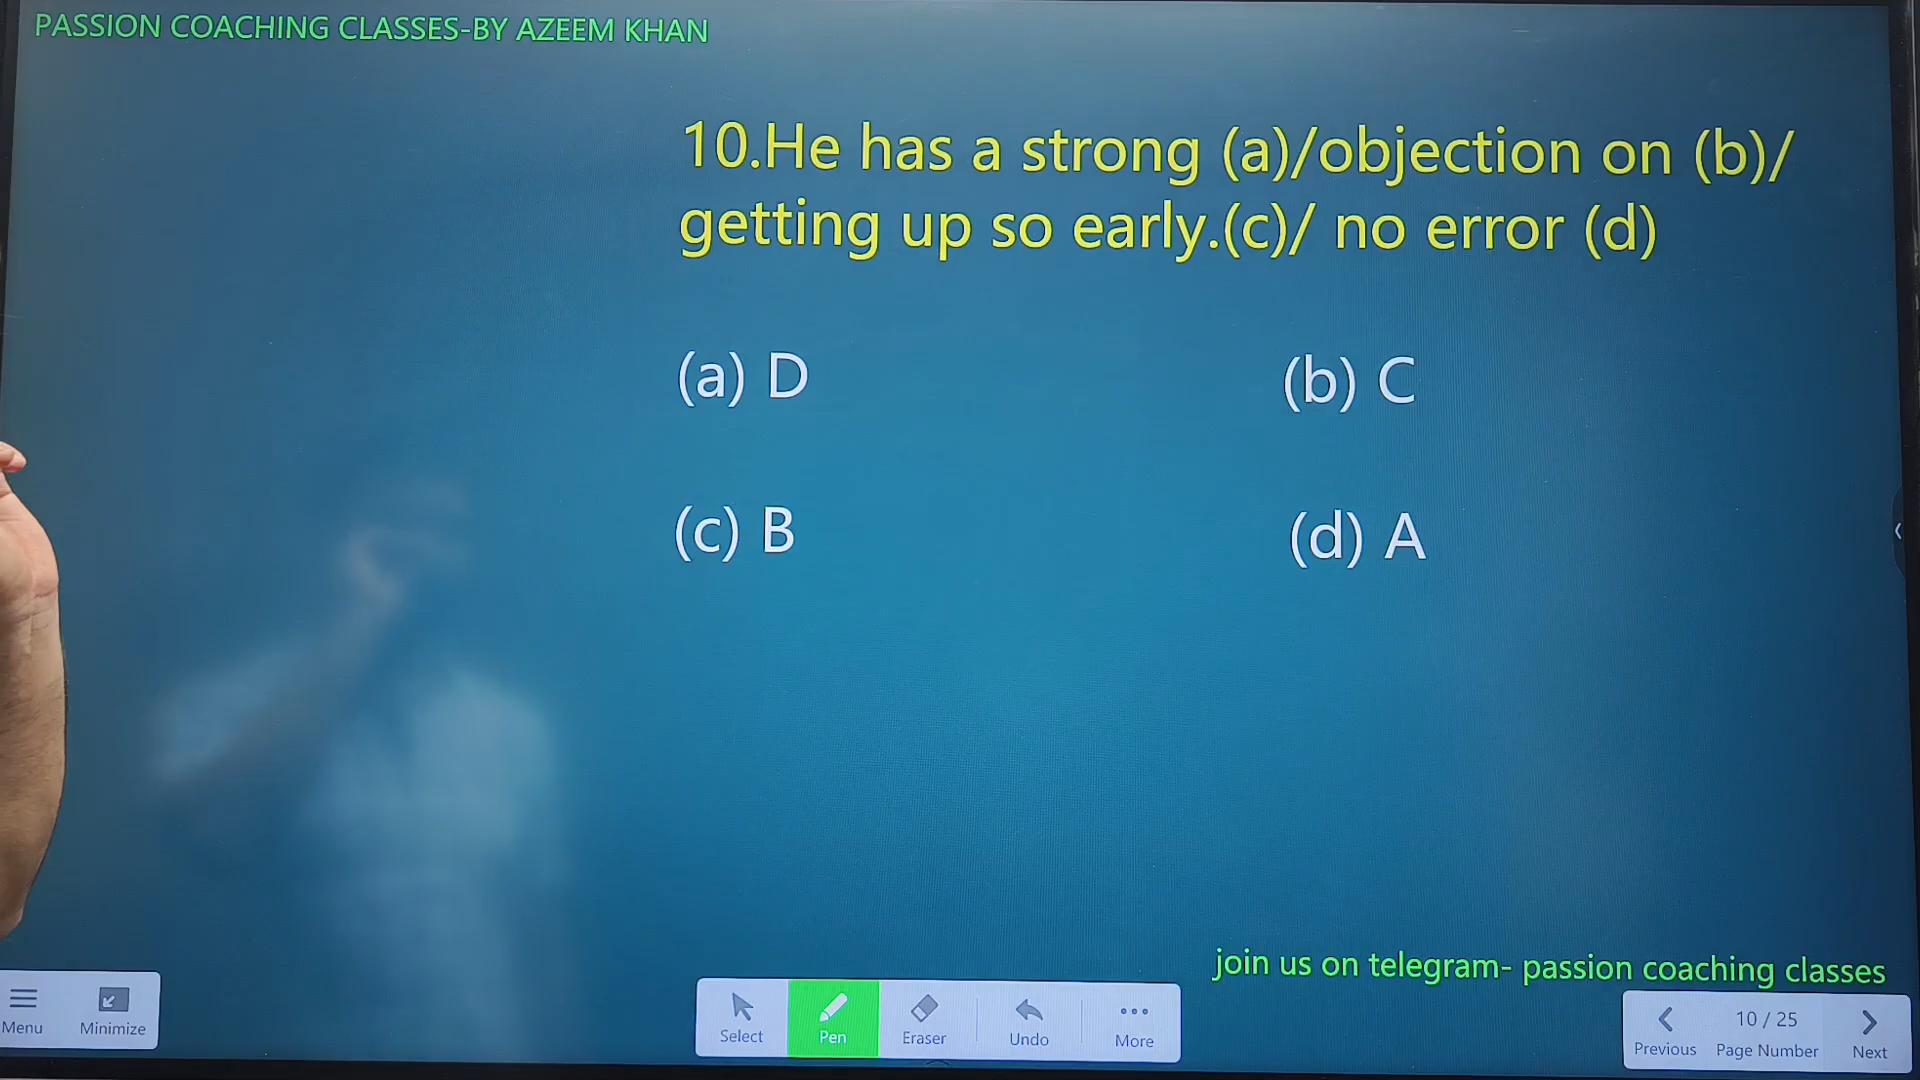 PASSION COACHING CLASSES-BY AZEEM KHAN
10.He has a strong (a)/objection on (b)/
getting up so early.(c)/ no error (d)
(a) D
(b) C
(c) B
(d) A
join us on telegram- passion coaching classes
Menu
Minimize
Select
Pen
Eraser
Undo
More
Previous
10 / 25
Page Number
Next